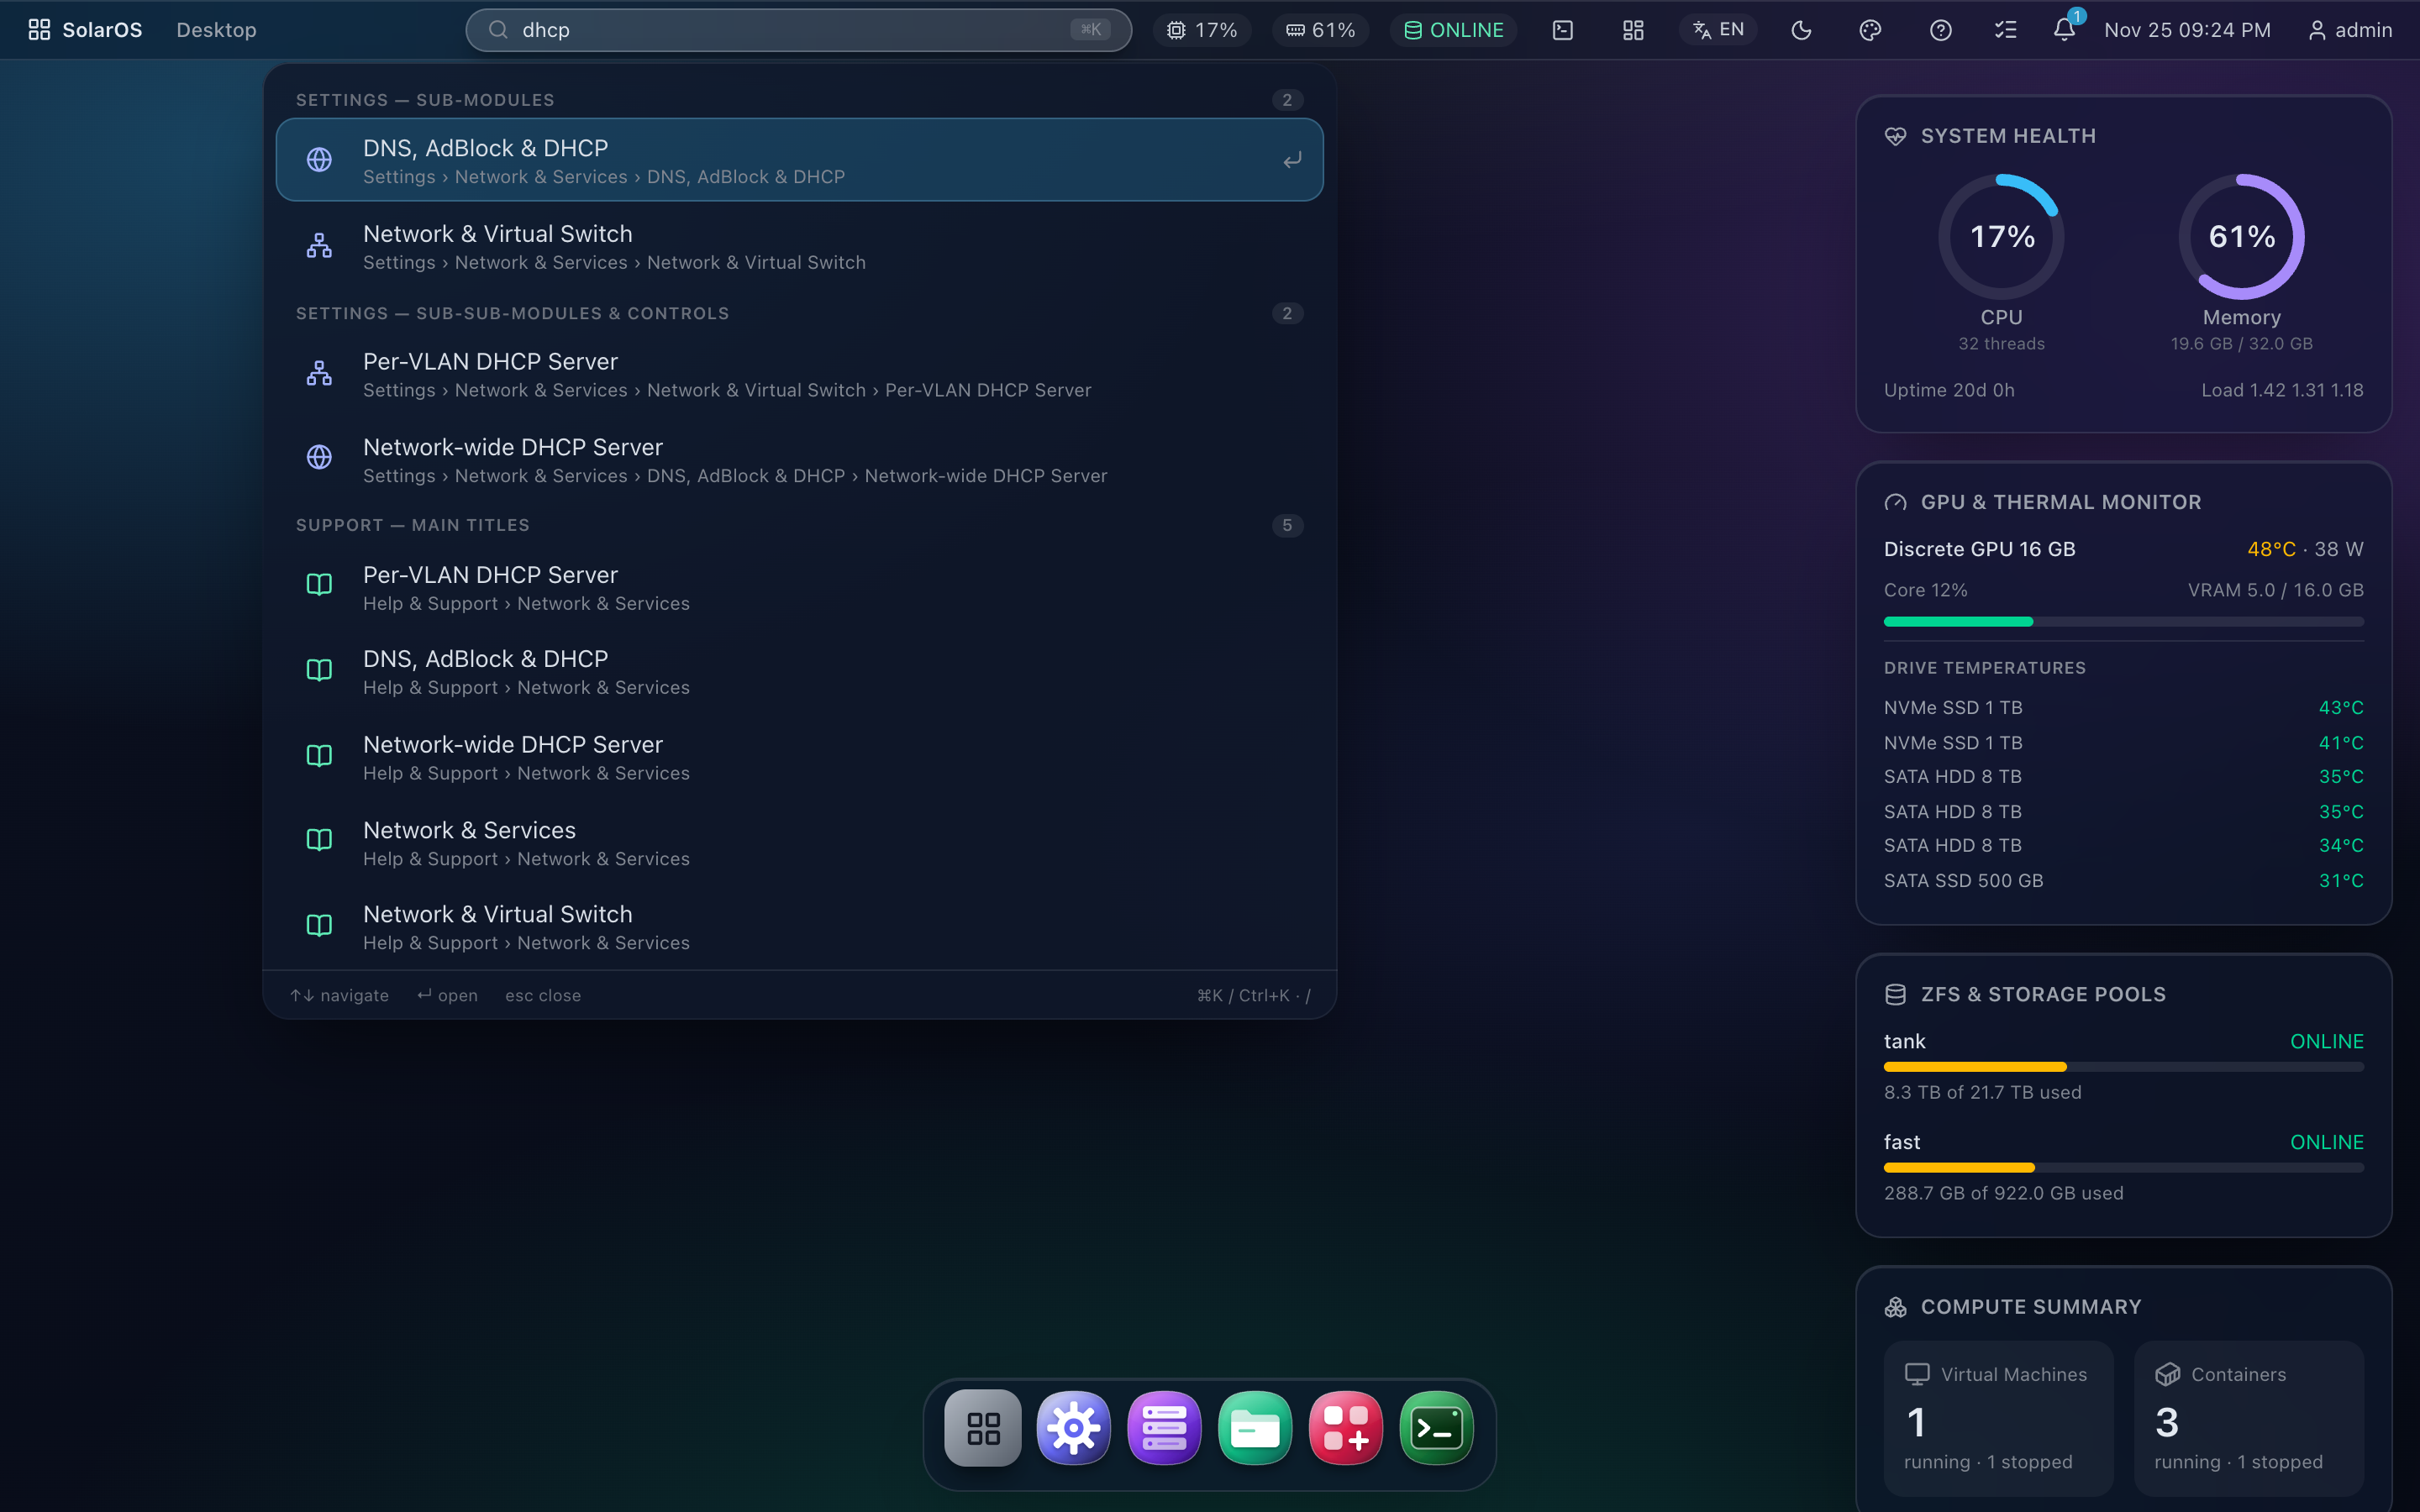 SolarOS Desktop dhcp ⌘K 17% 61% ONLINE EN 1 Nov 25 09:24 PM admin
SETTINGS — SUB-MODULES 2
DNS, AdBlock & DHCP
Settings › Network & Services › DNS, AdBlock & DHCP
Network & Virtual Switch
Settings › Network & Services › Network & Virtual Switch
SETTINGS — SUB-SUB-MODULES & CONTROLS 2
Per-VLAN DHCP Server
Settings › Network & Services › Network & Virtual Switch › Per-VLAN DHCP Server
Network-wide DHCP Server
Settings › Network & Services › DNS, AdBlock & DHCP › Network-wide DHCP Server
SUPPORT — MAIN TITLES 5
Per-VLAN DHCP Server
Help & Support › Network & Services
DNS, AdBlock & DHCP
Help & Support › Network & Services
Network-wide DHCP Server
Help & Support › Network & Services
Network & Services
Help & Support › Network & Services
Network & Virtual Switch
Help & Support › Network & Services
↑↓ navigate ↵ open esc close ⌘K / Ctrl+K · /
SYSTEM HEALTH
17% 61%
CPU Memory
32 threads 19.6 GB / 32.0 GB
Uptime 20d 0h Load 1.42 1.31 1.18
GPU & THERMAL MONITOR
Discrete GPU 16 GB 48°C · 38 W
Core 12% VRAM 5.0 / 16.0 GB
DRIVE TEMPERATURES
NVMe SSD 1 TB 43°C
NVMe SSD 1 TB 41°C
SATA HDD 8 TB 35°C
SATA HDD 8 TB 35°C
SATA HDD 8 TB 34°C
SATA SSD 500 GB 31°C
ZFS & STORAGE POOLS
tank ONLINE
8.3 TB of 21.7 TB used
fast ONLINE
288.7 GB of 922.0 GB used
COMPUTE SUMMARY
Virtual Machines Containers
1 3
running · 1 stopped running · 1 stopped